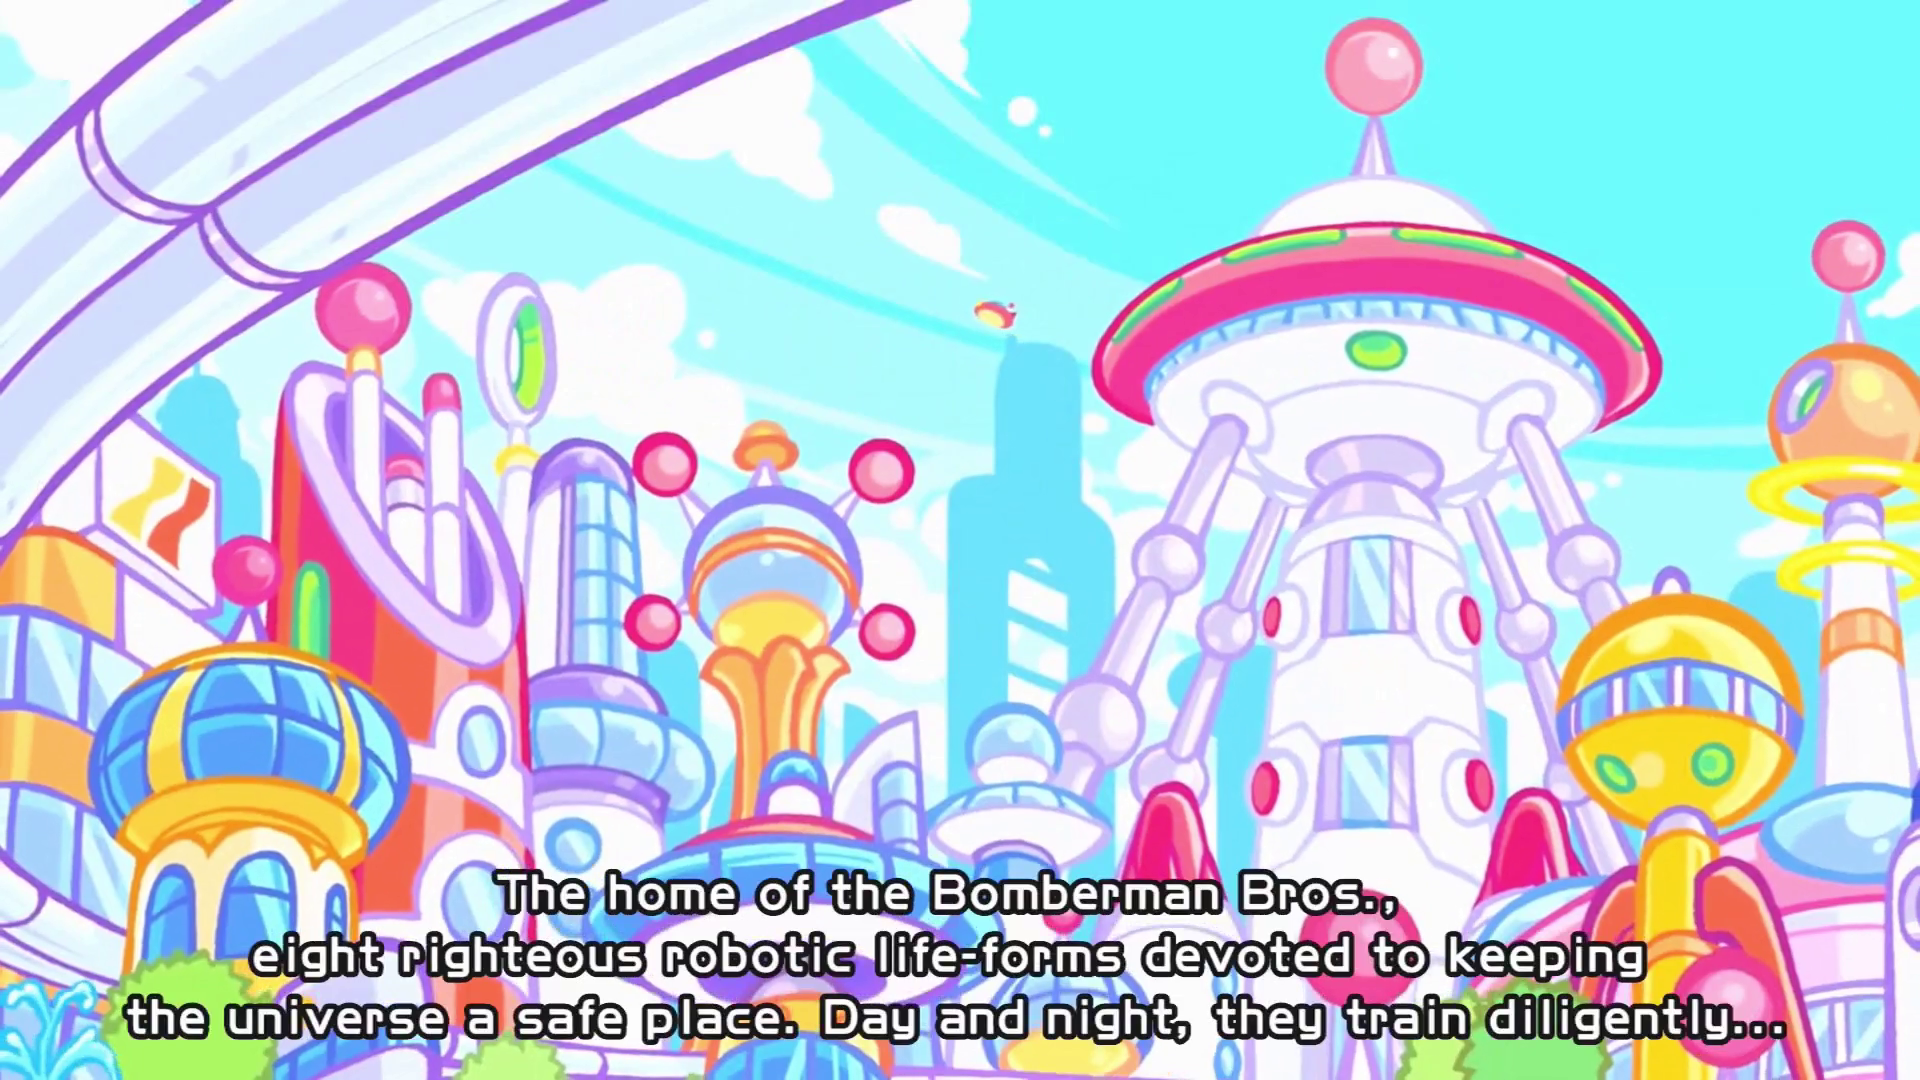 The home of the Bomberman Bros.,
eight righteous robotic life-forms devoted to keeping
the universe a safe place. Day and night, they train diligently...